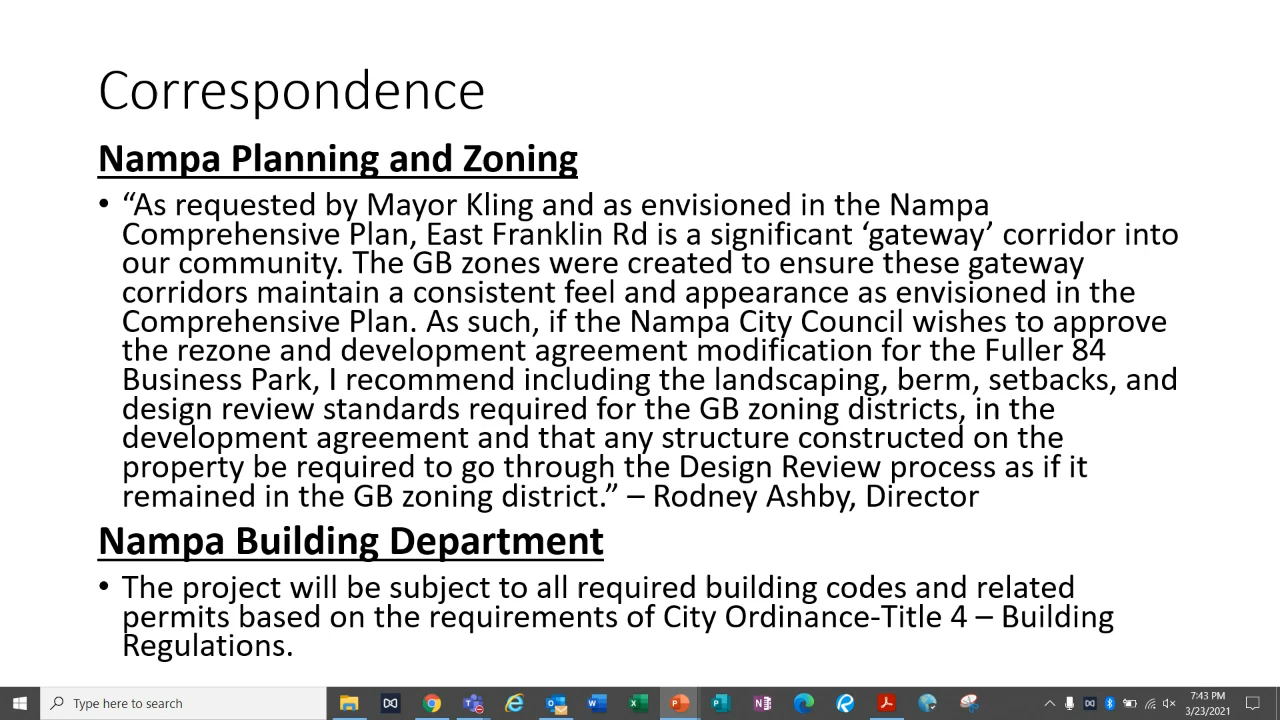 Correspondence
Nampa Planning and Zoning
• “As requested by Mayor Kling and as envisioned in the Nampa
Comprehensive Plan, East Franklin Rd is a significant ‘gateway’ corridor into
our community. The GB zones were created to ensure these gateway
corridors maintain a consistent feel and appearance as envisioned in the
Comprehensive Plan. As such, if the Nampa City Council wishes to approve
the rezone and development agreement modification for the Fuller 84
Business Park, I recommend including the landscaping, berm, setbacks, and
design review standards required for the GB zoning districts, in the
development agreement and that any structure constructed on the
property be required to go through the Design Review process as if it
remained in the GB zoning district.” – Rodney Ashby, Director
Nampa Building Department
• The project will be subject to all required building codes and related
permits based on the requirements of City Ordinance-Title 4 – Building
Regulations.
Type here to search
7:43 PM
3/23/2021